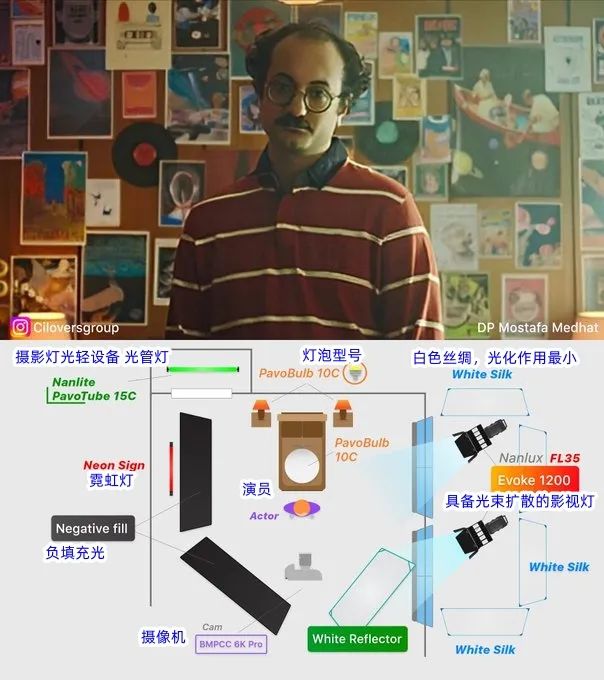 Ciloversgroup
DP Mostafa Medhat
摄影灯光轻设备 光管灯
Nanlite
PavoTube 15C
灯泡型号
PavoBulb 10C
白色丝绸，光化作用最小
White Silk
PavoBulb
10C
Nanlux FL35
Evoke 1200
具备光束扩散的影视灯
Neon Sign
霓虹灯
演员
Actor
Negative fill
负填充光
White Silk
摄像机
Cam
BMPCC 6K Pro
White Reflector
White Silk